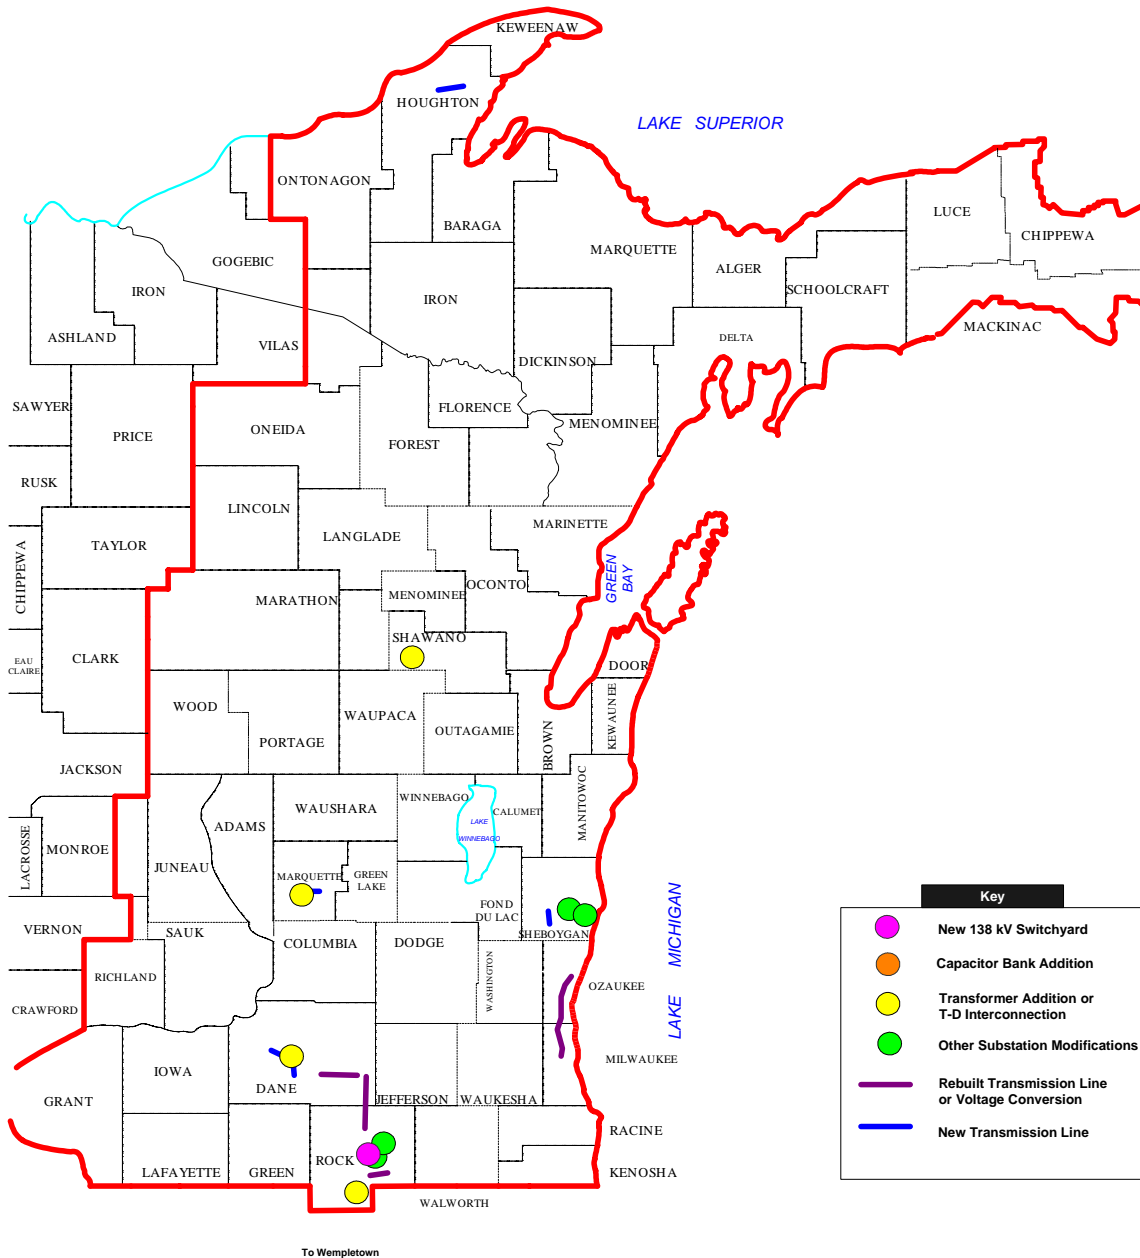 KEWEENAW
HOUGHTON
LAKE SUPERIOR
ONTONAGON
BARAGA
LUCE
CHIPPEWA
MARQUETTE
GOGEBIC
ALGER
IRON
IRON
SCHOOLCRAFT
MACKINAC
ASHLAND
VILAS
DELTA
DICKINSON
SAWYER
FLORENCE
MENOMINEE
PRICE
ONEIDA
FOREST
RUSK
LINCOLN
MARINETTE
TAYLOR
LANGLADE
CHIPPEWA
OCONTO
GREEN
BAY
MARATHON
MENOMINEE
SHAWANO
EAU
CLAIRE
CLARK
DOOR
WOOD
WAUPACA
KEWAUNEE
PORTAGE
OUTAGAMIE
BROWN
JACKSON
WINNEBAGO
WAUSHARA
CALUMET
MANITOWOC
ADAMS
LAKE
WINNEBAGO
LACROSSE
MONROE
JUNEAU
MARQUETTE
GREEN
LAKE
FOND
DU LAC
VERNON
SAUK
COLUMBIA
DODGE
SHEBOYGAN
LAKE MICHIGAN
RICHLAND
WASHINGTON
OZAUKEE
CRAWFORD
MILWAUKEE
IOWA
DANE
GRANT
JEFFERSON
WAUKESHA
RACINE
ROCK
LAFAYETTE
GREEN
KENOSHA
WALWORTH
To Wempletown
Key
New 138 kV Switchyard
Capacitor Bank Addition
Transformer Addition or
T-D Interconnection
Other Substation Modifications
Rebuilt Transmission Line
or Voltage Conversion
New Transmission Line